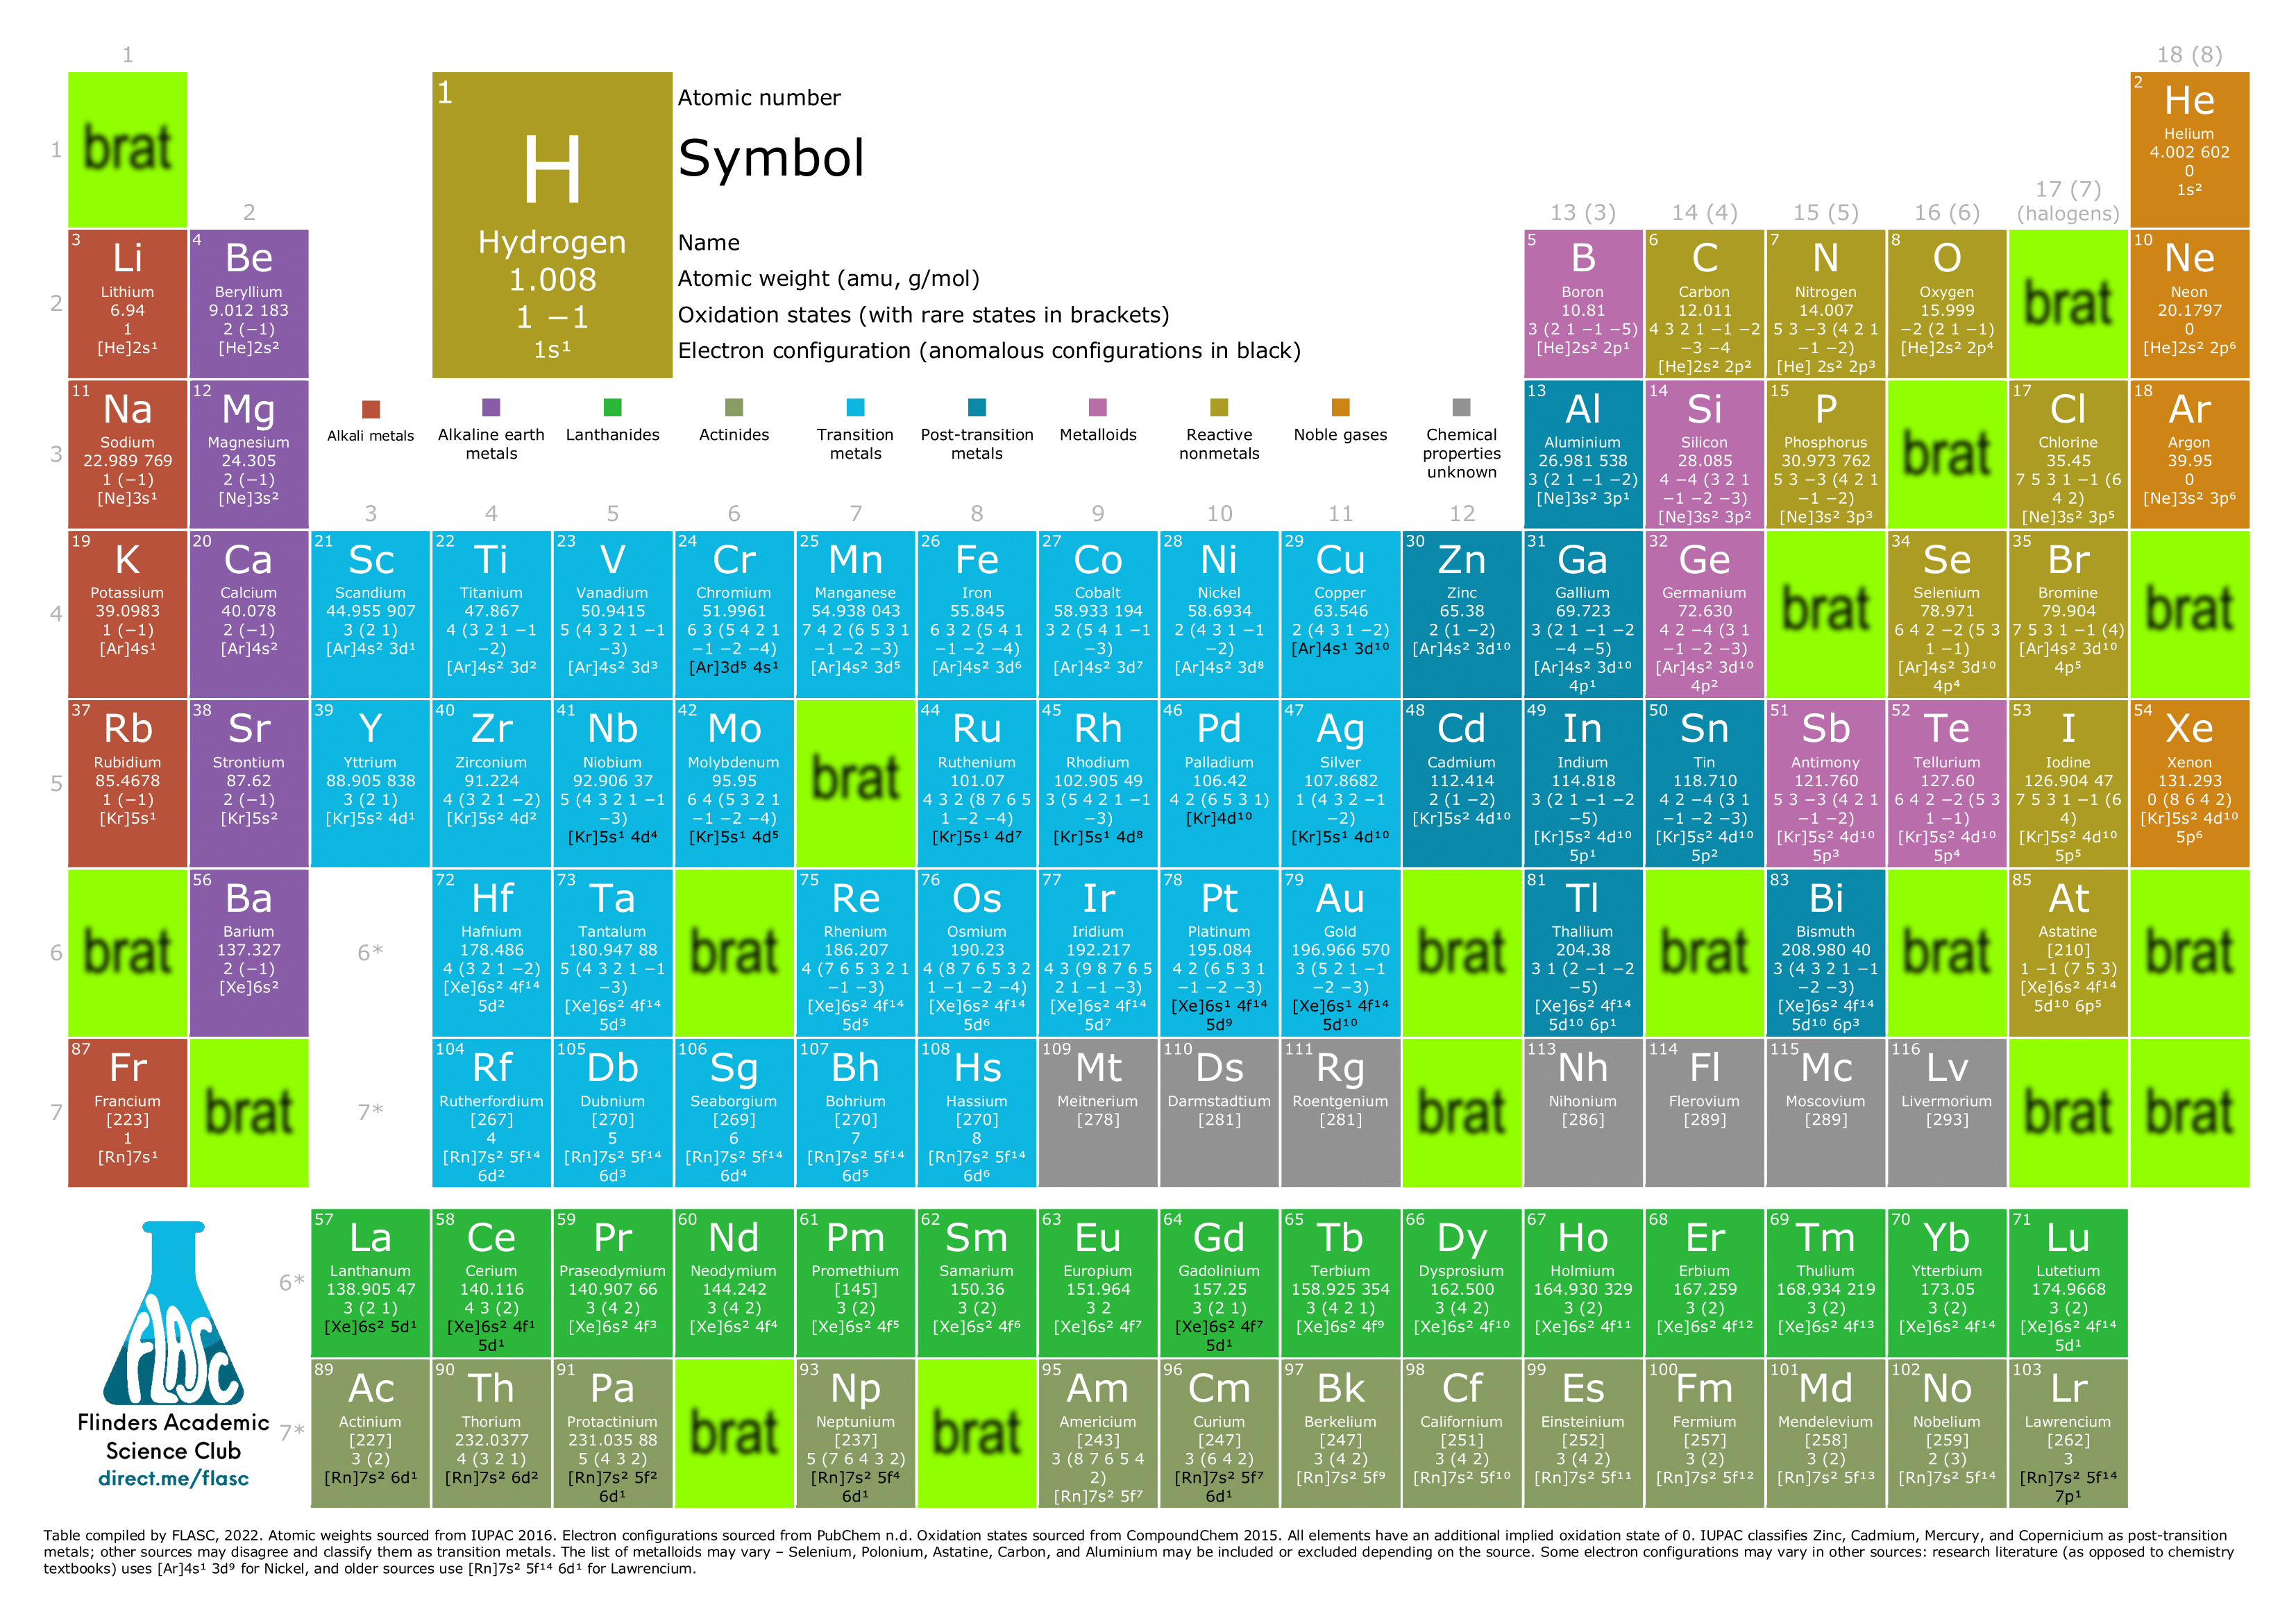 1
18 (8)
brat
1
H
Hydrogen
1.008
1 −1
1s¹
Atomic number
Symbol
Name
Atomic weight (amu, g/mol)
Oxidation states (with rare states in brackets)
Electron configuration (anomalous configurations in black)
2
He
Helium
4.002 602
0
1s²
1
2
13 (3)
14 (4)
15 (5)
16 (6)
17 (7)
(halogens)
3
Li
Lithium
6.94
1
[He]2s¹
4
Be
Beryllium
9.012 183
2 (−1)
[He]2s²
5
B
Boron
10.81
3 (2 1 −1 −5)
[He]2s² 2p¹
6
C
Carbon
12.011
4 3 2 1 −1 −2
−3 −4
[He]2s² 2p²
7
N
Nitrogen
14.007
5 3 −3 (4 2 1
−1 −2)
[He] 2s² 2p³
8
O
Oxygen
15.999
−2 (2 1 −1)
[He]2s² 2p⁴
brat
10
Ne
Neon
20.1797
0
[He]2s² 2p⁶
2
11
Na
Sodium
22.989 769
1 (−1)
[Ne]3s¹
12
Mg
Magnesium
24.305
2 (−1)
[Ne]3s²
Alkali metals
Alkaline earth
metals
Lanthanides
Actinides
Transition
metals
Post-transition
metals
Metalloids
Reactive
nonmetals
Noble gases
Chemical
properties
unknown
13
Al
Aluminium
26.981 538
3 (2 1 −1 −2)
[Ne]3s² 3p¹
14
Si
Silicon
28.085
4 −4 (3 2 1
−1 −2 −3)
[Ne]3s² 3p²
15
P
Phosphorus
30.973 762
5 3 −3 (4 2 1
−1 −2)
[Ne]3s² 3p³
brat
17
Cl
Chlorine
35.45
7 5 3 1 −1 (6
4 2)
[Ne]3s² 3p⁵
18
Ar
Argon
39.95
0
[Ne]3s² 3p⁶
3
3
4
5
6
7
8
9
10
11
12
19
K
Potassium
39.0983
1 (−1)
[Ar]4s¹
20
Ca
Calcium
40.078
2 (−1)
[Ar]4s²
21
Sc
Scandium
44.955 907
3 (2 1)
[Ar]4s² 3d¹
22
Ti
Titanium
47.867
4 (3 2 1 −1
−2)
[Ar]4s² 3d²
23
V
Vanadium
50.9415
5 (4 3 2 1 −1
−3)
[Ar]4s² 3d³
24
Cr
Chromium
51.9961
6 3 (5 4 2 1
−1 −2 −4)
[Ar]3d⁵ 4s¹
25
Mn
Manganese
54.938 043
7 4 2 (6 5 3 1
−1 −2 −3)
[Ar]4s² 3d⁵
26
Fe
Iron
55.845
6 3 2 (5 4 1
−1 −2 −4)
[Ar]4s² 3d⁶
27
Co
Cobalt
58.933 194
3 2 (5 4 1 −1
−3)
[Ar]4s² 3d⁷
28
Ni
Nickel
58.6934
2 (4 3 1 −1
−2)
[Ar]4s² 3d⁸
29
Cu
Copper
63.546
2 (4 3 1 −2)
[Ar]4s¹ 3d¹⁰
30
Zn
Zinc
65.38
2 (1 −2)
[Ar]4s² 3d¹⁰
31
Ga
Gallium
69.723
3 (2 1 −1 −2
−4 −5)
[Ar]4s² 3d¹⁰
4p¹
32
Ge
Germanium
72.630
4 2 −4 (3 1
−1 −2 −3)
[Ar]4s² 3d¹⁰
4p²
brat
34
Se
Selenium
78.971
6 4 2 −2 (5 3
1 −1)
[Ar]4s² 3d¹⁰
4p⁴
35
Br
Bromine
79.904
7 5 3 1 −1 (4)
[Ar]4s² 3d¹⁰
4p⁵
brat
4
37
Rb
Rubidium
85.4678
1 (−1)
[Kr]5s¹
38
Sr
Strontium
87.62
2 (−1)
[Kr]5s²
39
Y
Yttrium
88.905 838
3 (2 1)
[Kr]5s² 4d¹
40
Zr
Zirconium
91.224
4 (3 2 1 −2)
[Kr]5s² 4d²
41
Nb
Niobium
92.906 37
5 (4 3 2 1 −1
−3)
[Kr]5s¹ 4d⁴
42
Mo
Molybdenum
95.95
6 4 (5 3 2 1
−1 −2 −4)
[Kr]5s¹ 4d⁵
brat
44
Ru
Ruthenium
101.07
4 3 2 (8 7 6 5
1 −2 −4)
[Kr]5s¹ 4d⁷
45
Rh
Rhodium
102.905 49
3 (5 4 2 1 −1
−3)
[Kr]5s¹ 4d⁸
46
Pd
Palladium
106.42
4 2 (6 5 3 1)
[Kr]4d¹⁰
47
Ag
Silver
107.8682
1 (4 3 2 −1
−2)
[Kr]5s¹ 4d¹⁰
48
Cd
Cadmium
112.414
2 (1 −2)
[Kr]5s² 4d¹⁰
49
In
Indium
114.818
3 (2 1 −1 −2
−5)
[Kr]5s² 4d¹⁰
5p¹
50
Sn
Tin
118.710
4 2 −4 (3 1
−1 −2 −3)
[Kr]5s² 4d¹⁰
5p²
51
Sb
Antimony
121.760
5 3 −3 (4 2 1
−1 −2)
[Kr]5s² 4d¹⁰
5p³
52
Te
Tellurium
127.60
6 4 2 −2 (5 3
1 −1)
[Kr]5s² 4d¹⁰
5p⁴
53
I
Iodine
126.904 47
7 5 3 1 −1 (6
4)
[Kr]5s² 4d¹⁰
5p⁵
54
Xe
Xenon
131.293
0 (8 6 4 2)
[Kr]5s² 4d¹⁰
5p⁶
5
brat
56
Ba
Barium
137.327
2 (−1)
[Xe]6s²
6*
72
Hf
Hafnium
178.486
4 (3 2 1 −2)
[Xe]6s² 4f¹⁴
5d²
73
Ta
Tantalum
180.947 88
5 (4 3 2 1 −1
−3)
[Xe]6s² 4f¹⁴
5d³
brat
75
Re
Rhenium
186.207
4 (7 6 5 3 2 1
−1 −3)
[Xe]6s² 4f¹⁴
5d⁵
76
Os
Osmium
190.23
4 (8 7 6 5 3 2
1 −1 −2 −4)
[Xe]6s² 4f¹⁴
5d⁶
77
Ir
Iridium
192.217
4 3 (9 8 7 6 5
2 1 −1 −3)
[Xe]6s² 4f¹⁴
5d⁷
78
Pt
Platinum
195.084
4 2 (6 5 3 1
−1 −2 −3)
[Xe]6s¹ 4f¹⁴
5d⁹
79
Au
Gold
196.966 570
3 (5 2 1 −1
−2 −3)
[Xe]6s¹ 4f¹⁴
5d¹⁰
brat
81
Tl
Thallium
204.38
3 1 (2 −1 −2
−5)
[Xe]6s² 4f¹⁴
5d¹⁰ 6p¹
brat
83
Bi
Bismuth
208.980 40
3 (4 3 2 1 −1
−2 −3)
[Xe]6s² 4f¹⁴
5d¹⁰ 6p³
brat
85
At
Astatine
[210]
1 −1 (7 5 3)
[Xe]6s² 4f¹⁴
5d¹⁰ 6p⁵
brat
6
87
Fr
Francium
[223]
1
[Rn]7s¹
brat
7*
104
Rf
Rutherfordium
[267]
4
[Rn]7s² 5f¹⁴
6d²
105
Db
Dubnium
[270]
5
[Rn]7s² 5f¹⁴
6d³
106
Sg
Seaborgium
[269]
6
[Rn]7s² 5f¹⁴
6d⁴
107
Bh
Bohrium
[270]
7
[Rn]7s² 5f¹⁴
6d⁵
108
Hs
Hassium
[270]
8
[Rn]7s² 5f¹⁴
6d⁶
109
Mt
Meitnerium
[278]
110
Ds
Darmstadtium
[281]
111
Rg
Roentgenium
[281]
brat
113
Nh
Nihonium
[286]
114
Fl
Flerovium
[289]
115
Mc
Moscovium
[289]
116
Lv
Livermorium
[293]
brat
brat
7
6*
57
La
Lanthanum
138.905 47
3 (2 1)
[Xe]6s² 5d¹
58
Ce
Cerium
140.116
4 3 (2)
[Xe]6s² 4f¹
5d¹
59
Pr
Praseodymium
140.907 66
3 (4 2)
[Xe]6s² 4f³
60
Nd
Neodymium
144.242
3 (4 2)
[Xe]6s² 4f⁴
61
Pm
Promethium
[145]
3 (2)
[Xe]6s² 4f⁵
62
Sm
Samarium
150.36
3 (2)
[Xe]6s² 4f⁶
63
Eu
Europium
151.964
3 2
[Xe]6s² 4f⁷
64
Gd
Gadolinium
157.25
3 (2 1)
[Xe]6s² 4f⁷
5d¹
65
Tb
Terbium
158.925 354
3 (4 2 1)
[Xe]6s² 4f⁹
66
Dy
Dysprosium
162.500
3 (4 2)
[Xe]6s² 4f¹⁰
67
Ho
Holmium
164.930 329
3 (2)
[Xe]6s² 4f¹¹
68
Er
Erbium
167.259
3 (2)
[Xe]6s² 4f¹²
69
Tm
Thulium
168.934 219
3 (2)
[Xe]6s² 4f¹³
70
Yb
Ytterbium
173.05
3 (2)
[Xe]6s² 4f¹⁴
71
Lu
Lutetium
174.9668
3 (2)
[Xe]6s² 4f¹⁴
5d¹
7*
89
Ac
Actinium
[227]
3 (2)
[Rn]7s² 6d¹
90
Th
Thorium
232.0377
4 (3 2 1)
[Rn]7s² 6d²
91
Pa
Protactinium
231.035 88
5 (4 3 2)
[Rn]7s² 5f²
6d¹
brat
93
Np
Neptunium
[237]
5 (7 6 4 3 2)
[Rn]7s² 5f⁴
6d¹
brat
95
Am
Americium
[243]
3 (8 7 6 5 4
2)
[Rn]7s² 5f⁷
96
Cm
Curium
[247]
3 (6 4 2)
[Rn]7s² 5f⁷
6d¹
97
Bk
Berkelium
[247]
3 (4 2)
[Rn]7s² 5f⁹
98
Cf
Californium
[251]
3 (4 2)
[Rn]7s² 5f¹⁰
99
Es
Einsteinium
[252]
3 (4 2)
[Rn]7s² 5f¹¹
100
Fm
Fermium
[257]
3 (2)
[Rn]7s² 5f¹²
101
Md
Mendelevium
[258]
3 (2)
[Rn]7s² 5f¹³
102
No
Nobelium
[259]
2 (3)
[Rn]7s² 5f¹⁴
103
Lr
Lawrencium
[262]
3
[Rn]7s² 5f¹⁴
7p¹
FLASC
Flinders Academic
Science Club
direct.me/flasc
Table compiled by FLASC, 2022. Atomic weights sourced from IUPAC 2016. Electron configurations sourced from PubChem n.d. Oxidation states sourced from CompoundChem 2015. All elements have an additional implied oxidation state of 0. IUPAC classifies Zinc, Cadmium, Mercury, and Copernicium as post-transition
metals; other sources may disagree and classify them as transition metals. The list of metalloids may vary – Selenium, Polonium, Astatine, Carbon, and Aluminium may be included or excluded depending on the source. Some electron configurations may vary in other sources: research literature (as opposed to chemistry
textbooks) uses [Ar]4s¹ 3d⁹ for Nickel, and older sources use [Rn]7s² 5f¹⁴ 6d¹ for Lawrencium.